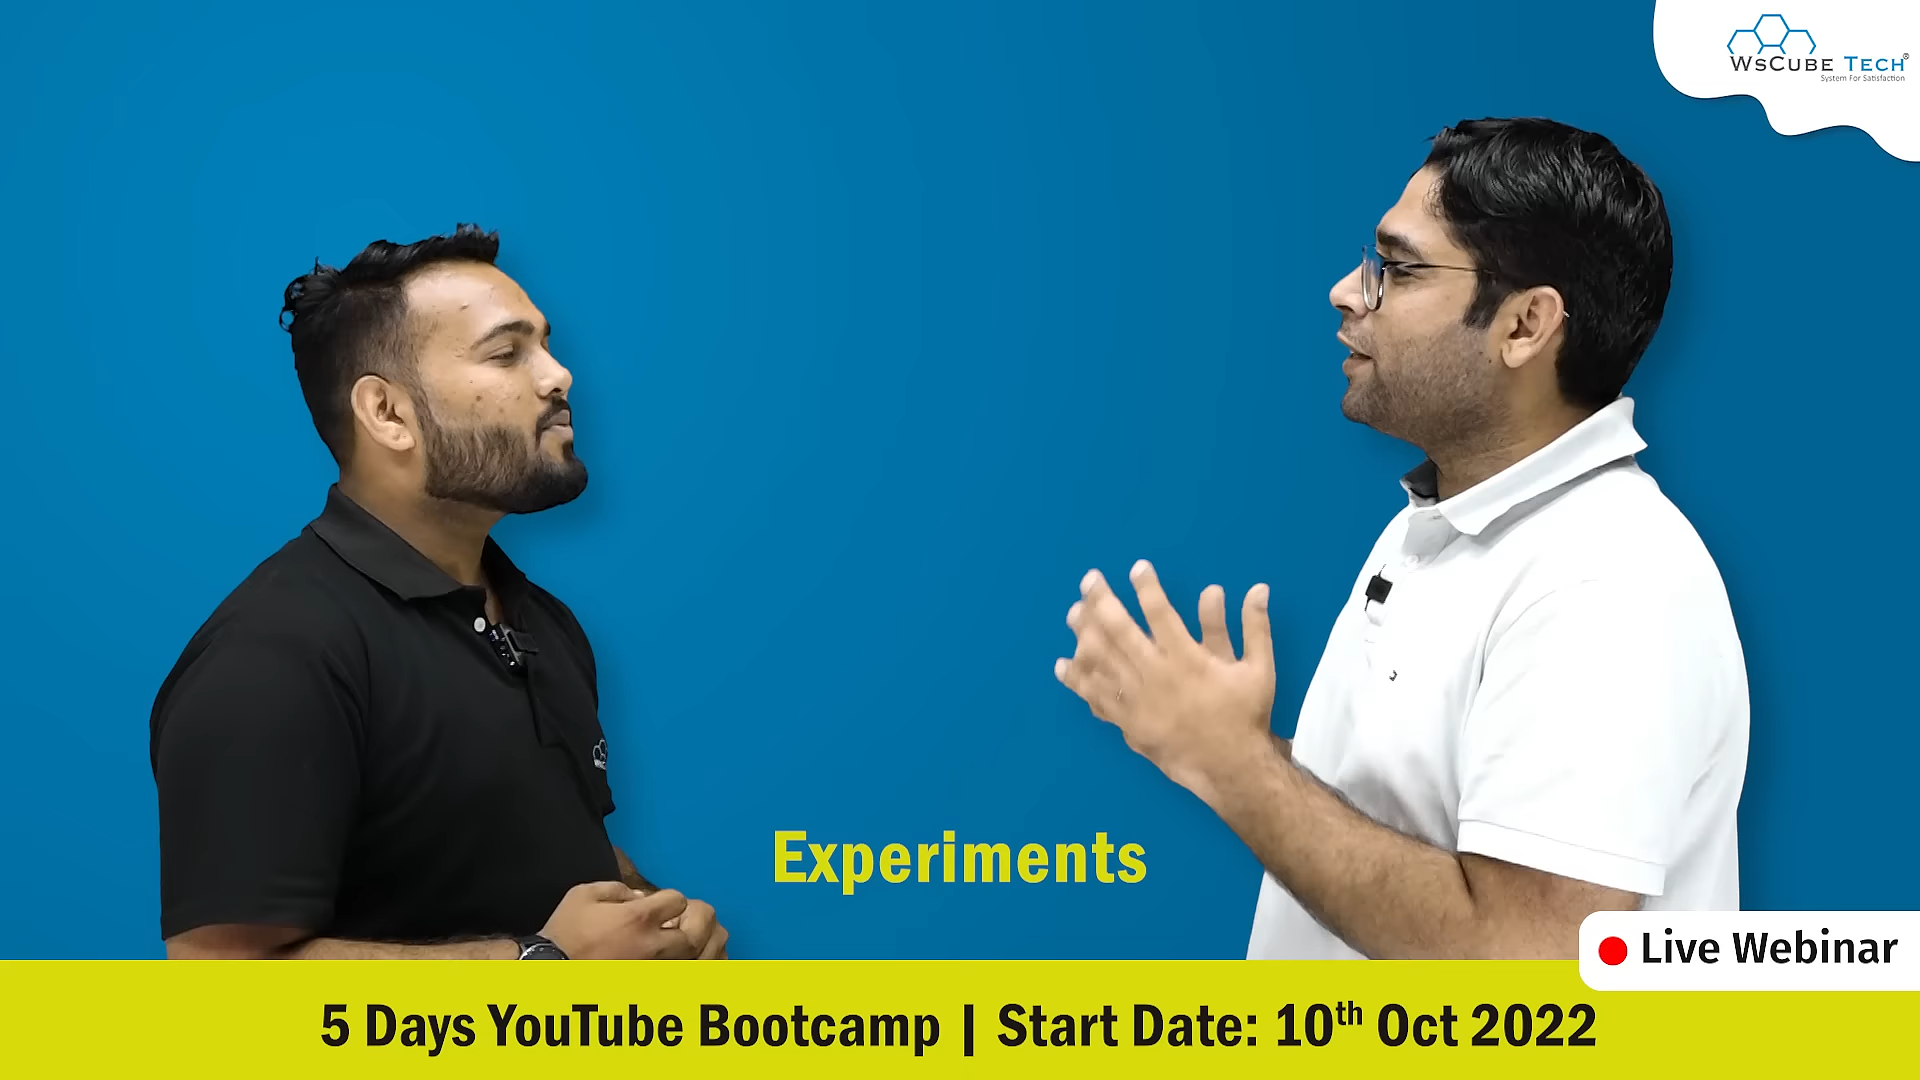 WsCube Tech®
System For Satisfaction
Experiments
Live Webinar
5 Days YouTube Bootcamp | Start Date: 10th Oct 2022